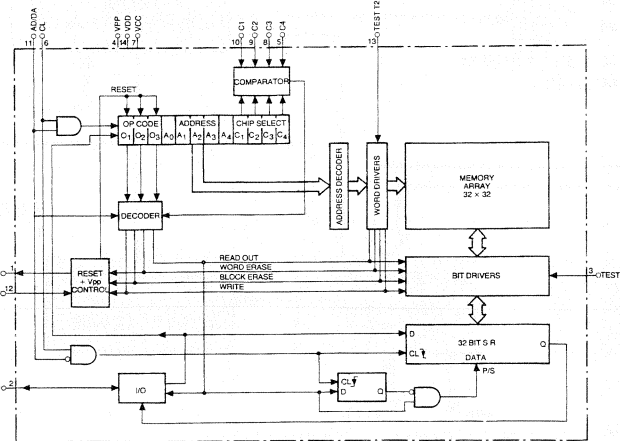 AD/DA
CL
VPP
VDD
VCC
C1
C2
C3
C4
TEST T2
11
6
4
14
7
10
9
8
5
13
COMPARATOR
RESET
OP CODE
ADDRESS
CHIP SELECT
O1 O2 O3 A0 A1 A2 A3 A4 C1 C2 C3 C4
ADDRESS DECODER
WORD DRIVERS
MEMORY
ARRAY
32 × 32
DECODER
READ OUT
WORD ERASE
BLOCK ERASE
WRITE
1
12
RESET
+ Vpp
CONTROL
BIT DRIVERS
3
TEST
D
32 BIT S R
Q
CL
DATA
P/S
2
I/O
CL
D
Q